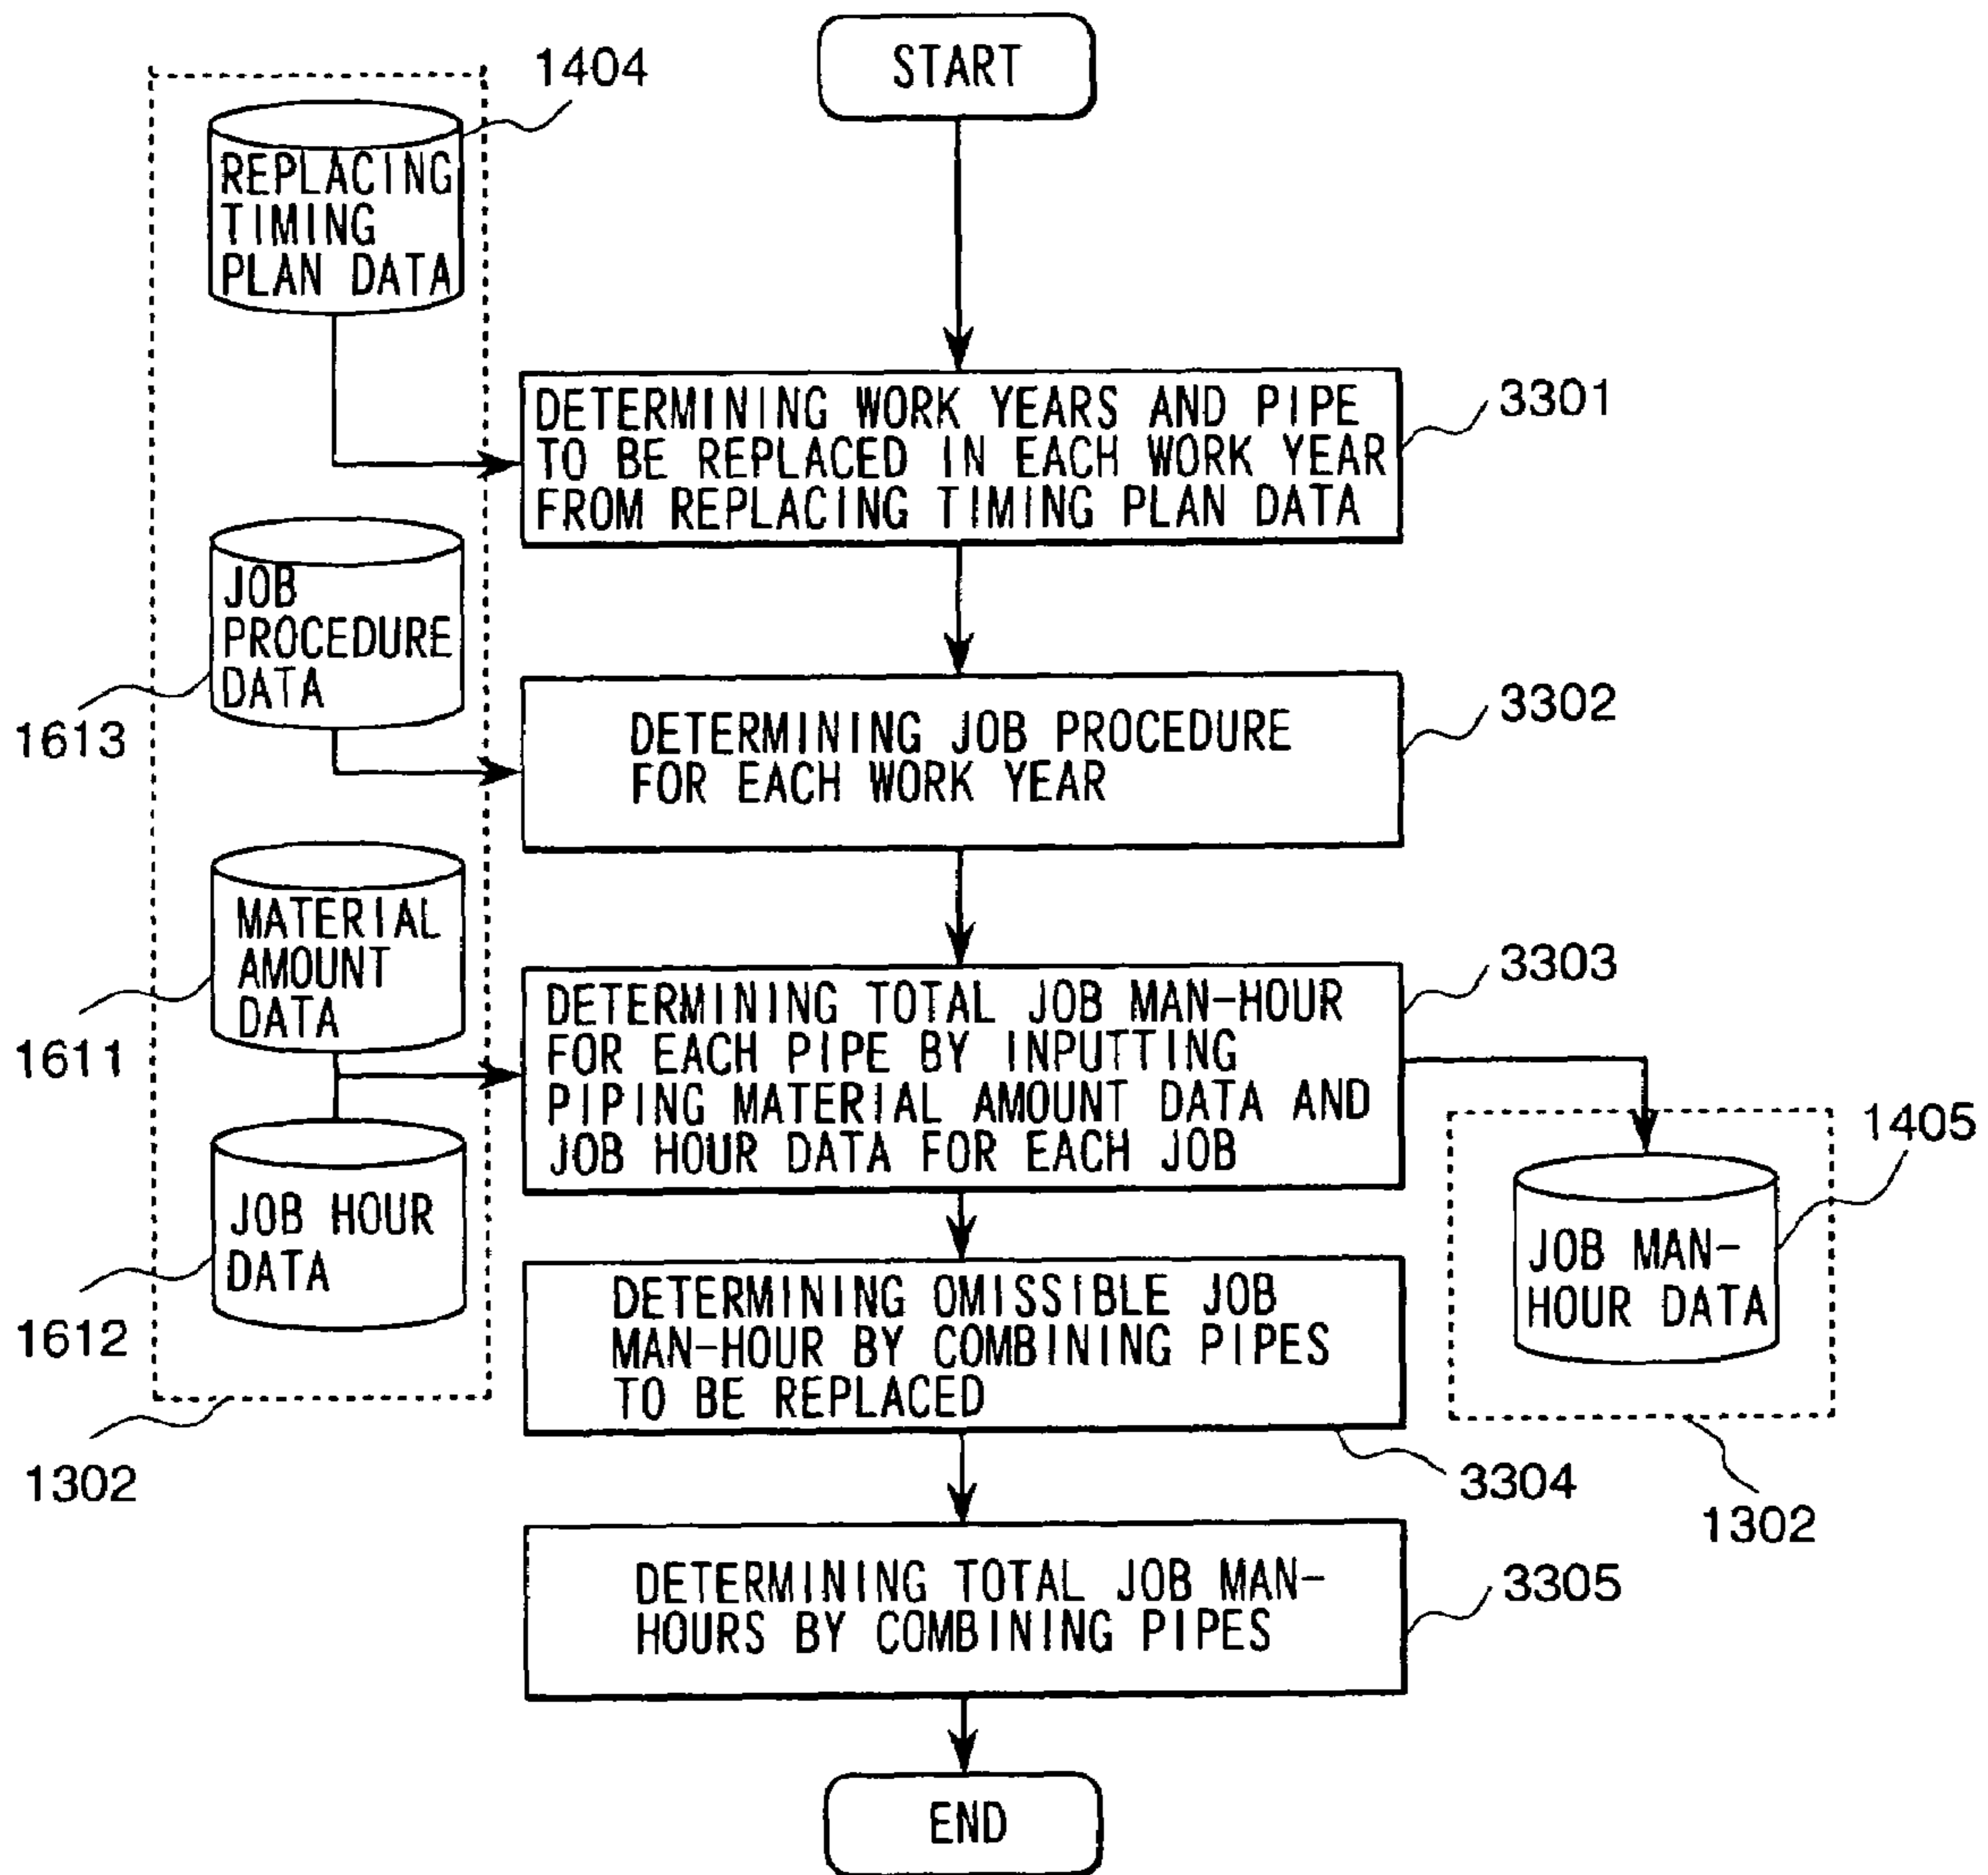 START
1404
REPLACING
TIMING
PLAN DATA
DETERMINING WORK YEARS AND PIPE
TO BE REPLACED IN EACH WORK YEAR
FROM REPLACING TIMING PLAN DATA
3301
JOB
PROCEDURE
DATA
1613
DETERMINING JOB PROCEDURE
FOR EACH WORK YEAR
3302
MATERIAL
AMOUNT
DATA
1611
DETERMINING TOTAL JOB MAN-HOUR
FOR EACH PIPE BY INPUTTING
PIPING MATERIAL AMOUNT DATA AND
JOB HOUR DATA FOR EACH JOB
3303
1405
JOB MAN-
HOUR DATA
1302
JOB HOUR
DATA
1612
1302
DETERMINING OMISSIBLE JOB
MAN-HOUR BY COMBINING PIPES
TO BE REPLACED
3304
DETERMINING TOTAL JOB MAN-
HOURS BY COMBINING PIPES
3305
END